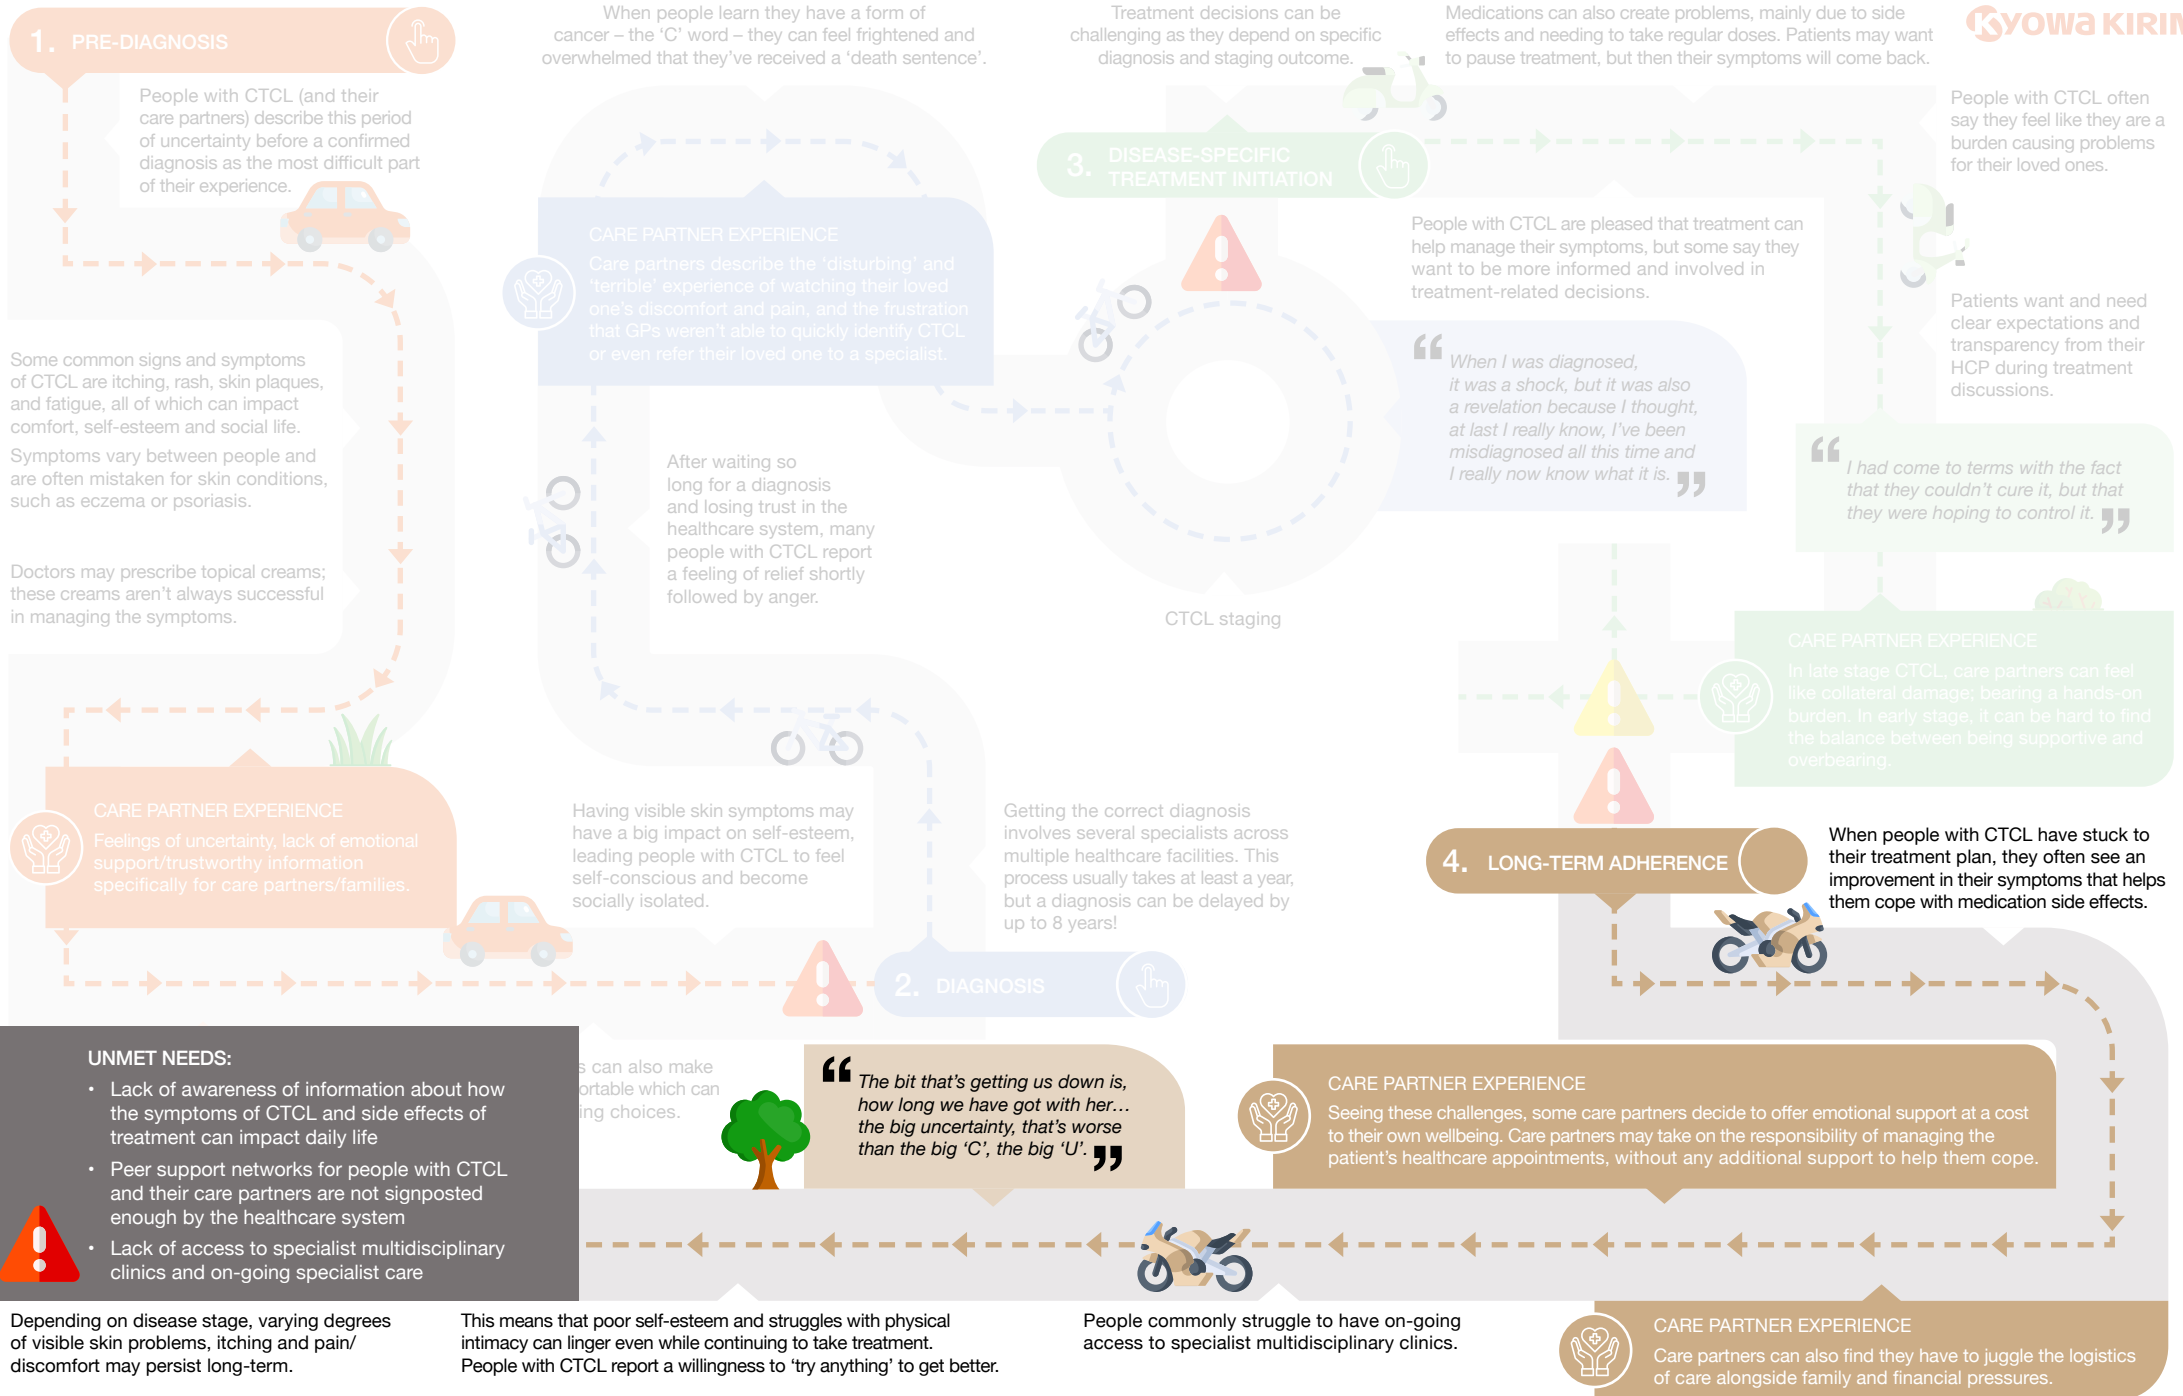 1. PRE-DIAGNOSIS
People with CTCL (and their
care partners) describe this period
of uncertainty before a confirmed
diagnosis as the most difficult part
of their experience.
Some common signs and symptoms
of CTCL are itching, rash, skin plaques,
and fatigue, all of which can impact
comfort, self-esteem and social life.
Symptoms vary between people and
are often mistaken for skin conditions,
such as eczema or psoriasis.
Doctors may prescribe topical creams;
these creams aren't always successful
in managing the symptoms.
CARE PARTNER EXPERIENCE
Feelings of uncertainty, lack of emotional
support/trustworthy information
specifically for care partners/families.
When people learn they have a form of
cancer – the ‘C’ word – they can feel frightened and
overwhelmed that they’ve received a ‘death sentence’.
CARE PARTNER EXPERIENCE
Care partners describe the ‘disturbing’ and
‘terrible’ experience of watching their loved
one’s discomfort and pain, and the frustration
that GPs weren’t able to quickly identify CTCL
or even refer their loved one to a specialist.
After waiting so
long for a diagnosis
and losing trust in the
healthcare system, many
people with CTCL report
a feeling of relief shortly
followed by anger.
Having visible skin symptoms may
have a big impact on self-esteem,
leading people with CTCL to feel
self-conscious and become
socially isolated.
Getting the correct diagnosis
involves several specialists across
multiple healthcare facilities. This
process usually takes at least a year,
but a diagnosis can be delayed by
up to 8 years!
2. DIAGNOSIS
can also make
which can
choices.
Treatment decisions can be
challenging as they depend on specific
diagnosis and staging outcome.
3. DISEASE-SPECIFIC
TREATMENT INITIATION
CTCL staging
Medications can also create problems, mainly due to side
effects and needing to take regular doses. Patients may want
to pause treatment, but then their symptoms will come back.
KYOWA KIRIN
People with CTCL often
say they feel like they are a
burden causing problems
for their loved ones.
People with CTCL are pleased that treatment can
help manage their symptoms, but some say they
want to be more informed and involved in
treatment-related decisions.
Patients want and need
clear expectations and
transparency from their
HCP during treatment
discussions.
“When I was diagnosed,
it was a shock, but it was also
a revelation because I thought,
at last I really know, I’ve been
misdiagnosed all this time and
I really now know what it is.”
“I had come to terms with the fact
that they couldn’t cure it, but that
they were hoping to control it.”
CARE PARTNER EXPERIENCE
In late stage CTCL, care partners can feel
like collateral damage; bearing a hands-on
burden. In early stage, it can be hard to find
the balance between being supportive and
overbearing.
4. LONG-TERM ADHERENCE
When people with CTCL have stuck to
their treatment plan, they often see an
improvement in their symptoms that helps
them cope with medication side effects.
CARE PARTNER EXPERIENCE
Seeing these challenges, some care partners decide to offer emotional support at a cost
to their own wellbeing. Care partners may take on the responsibility of managing the
patient’s healthcare appointments, without any additional support to help them cope.
“The bit that’s getting us down is,
how long we have got with her…
the big uncertainty, that’s worse
than the big ‘C’, the big ‘U’.”
UNMET NEEDS:
• Lack of awareness of information about how
the symptoms of CTCL and side effects of
treatment can impact daily life
• Peer support networks for people with CTCL
and their care partners are not signposted
enough by the healthcare system
• Lack of access to specialist multidisciplinary
clinics and on-going specialist care
Depending on disease stage, varying degrees
of visible skin problems, itching and pain/
discomfort may persist long-term.
This means that poor self-esteem and struggles with physical
intimacy can linger even while continuing to take treatment.
People with CTCL report a willingness to ‘try anything’ to get better.
People commonly struggle to have on-going
access to specialist multidisciplinary clinics.
CARE PARTNER EXPERIENCE
Care partners can also find they have to juggle the logistics
of care alongside family and financial pressures.